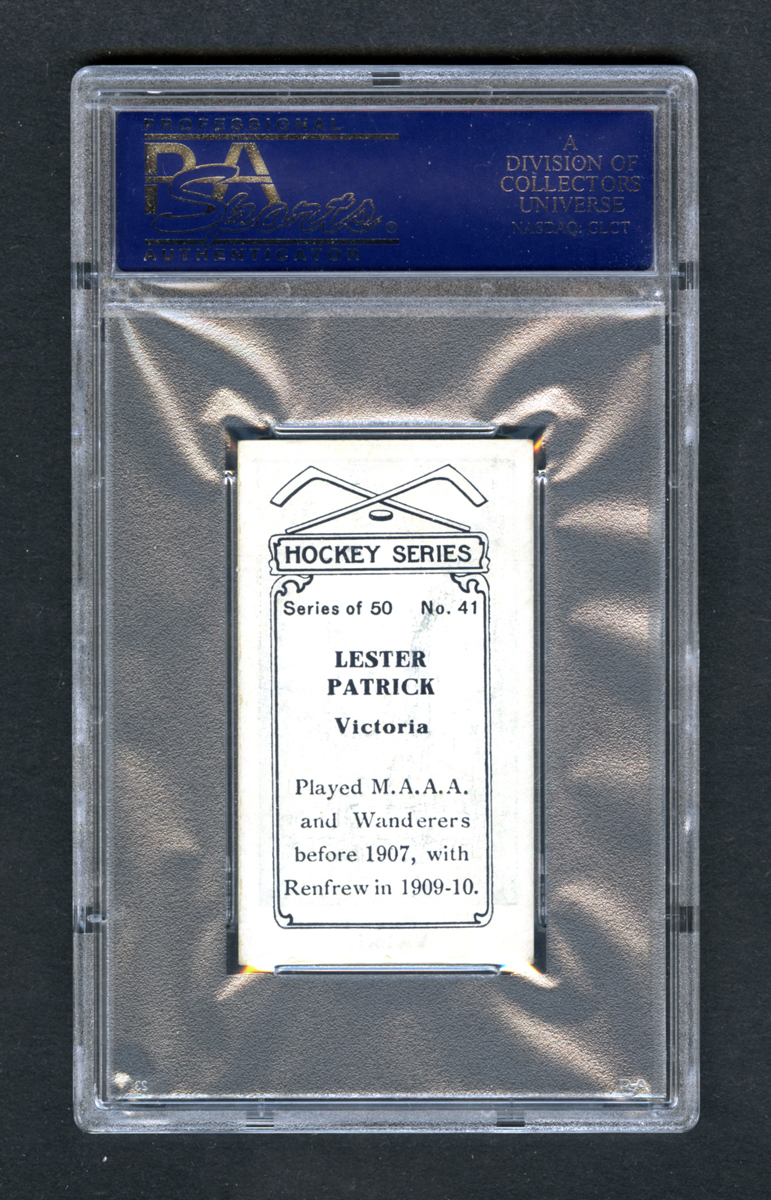 PROFESSIONAL
PSA
Sports®
AUTHENTICATOR
A
DIVISION OF
COLLECTORS
UNIVERSE
NASDAQ: CLCT
HOCKEY SERIES
Series of 50 No. 41
LESTER
PATRICK
Victoria
Played M.A.A.A.
and Wanderers
before 1907, with
Renfrew in 1909-10.
PSA